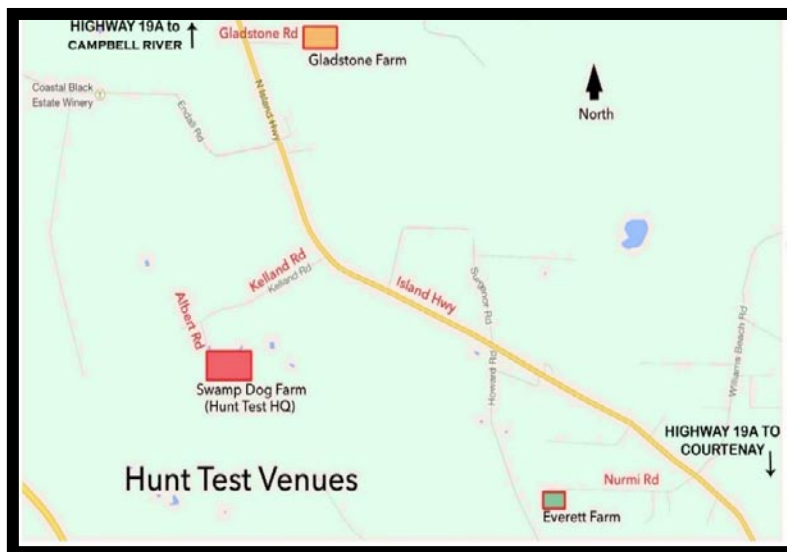 HIGHWAY 19A to
CAMPBELL RIVER
Gladstone Rd
Gladstone Farm
Coastal Black
Estate Winery
Endall Rd
N Island Hwy
North
Kelland Rd
Kelland Rd
Albert Rd
Island Hwy
Surgenor Rd
Howard Rd
Williams Beach Rd
Swamp Dog Farm
(Hunt Test HQ)
HIGHWAY 19A TO
COURTENAY
Hunt Test Venues
Nurmi Rd
Everett Farm